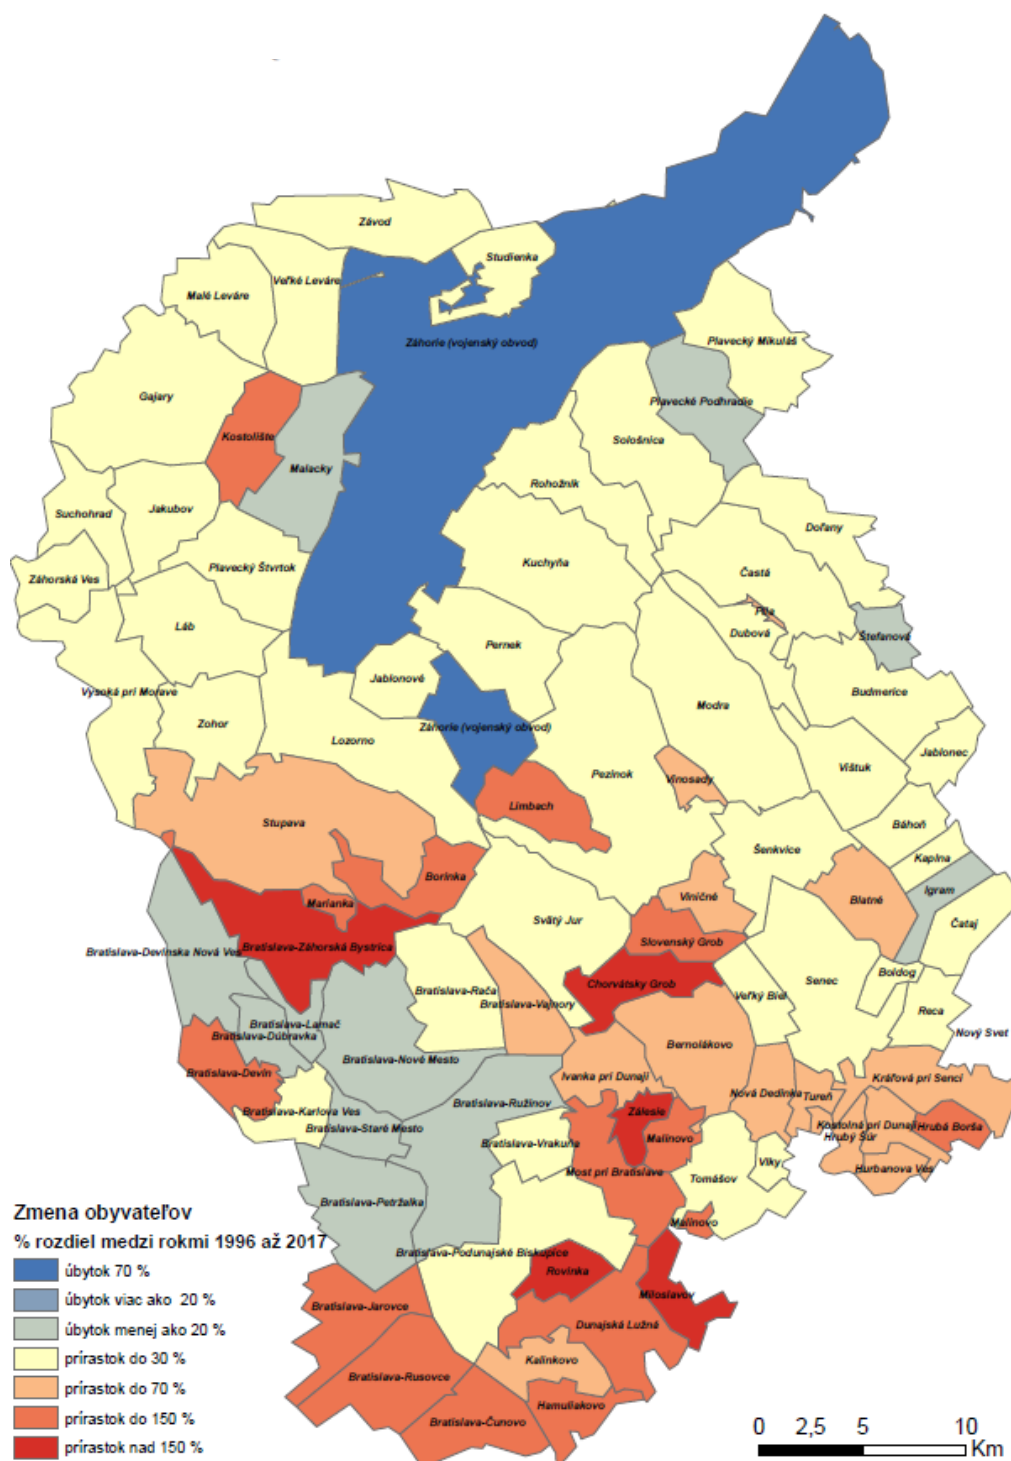 Závod
Studienka
Veľké Leváre
Malé Leváre
Plavecký Mikuláš
Záhorie (vojenský obvod)
Gajary
Plavecké Podhradie
Kostolište
Sološnica
Malacky
Rohožník
Suchohrad
Jakubov
Doľany
Kuchyňa
Plavecký Štvrtok
Častá
Záhorská Ves
Píla
Láb
Dubová
Štefanová
Pernek
Jablonové
Vysoká pri Morave
Budmerice
Modra
Zohor
Záhorie (vojenský obvod)
Lozorno
Jablonec
Vištuk
Pezinok
Vinosady
Limbach
Stupava
Báhoň
Šenkvice
Kaplna
Borinka
Igram
Viničné
Blatné
Marianka
Svätý Jur
Čataj
Slovenský Grob
Bratislava-Záhorská Bystrica
Bratislava-Devínska Nová Ves
Boldog
Senec
Chorvátsky Grob
Bratislava-Rača
Veľký Biel
Bratislava-Vajnory
Reca
Bratislava-Lamač
Nový Svet
Bratislava-Dúbravka
Bernolákovo
Bratislava-Nové Mesto
Bratislava-Devín
Ivanka pri Dunaji
Kráľová pri Senci
Nová Dedinka
Tureň
Bratislava-Ružinov
Bratislava-Karlova Ves
Zálesie
Kostolná pri Dunaji
Hrubá Borša
Bratislava-Staré Mesto
Hrubý Šúr
Malinovo
Bratislava-Vrakuňa
Vlky
Most pri Bratislave
Hurbanova Ves
Tomášov
Bratislava-Petržalka
Malinovo
Bratislava-Podunajské Biskupice
Rovinka
Miloslavov
Bratislava-Jarovce
Dunajská Lužná
Kalinkovo
Bratislava-Rusovce
Hamuliakovo
Bratislava-Čunovo
Zmena obyvateľov
% rozdiel medzi rokmi 1996 až 2017
úbytok 70 %
úbytok viac ako 20 %
úbytok menej ako 20 %
prírastok do 30 %
prírastok do 70 %
prírastok do 150 %
prírastok nad 150 %
0 2,5 5 10
Km